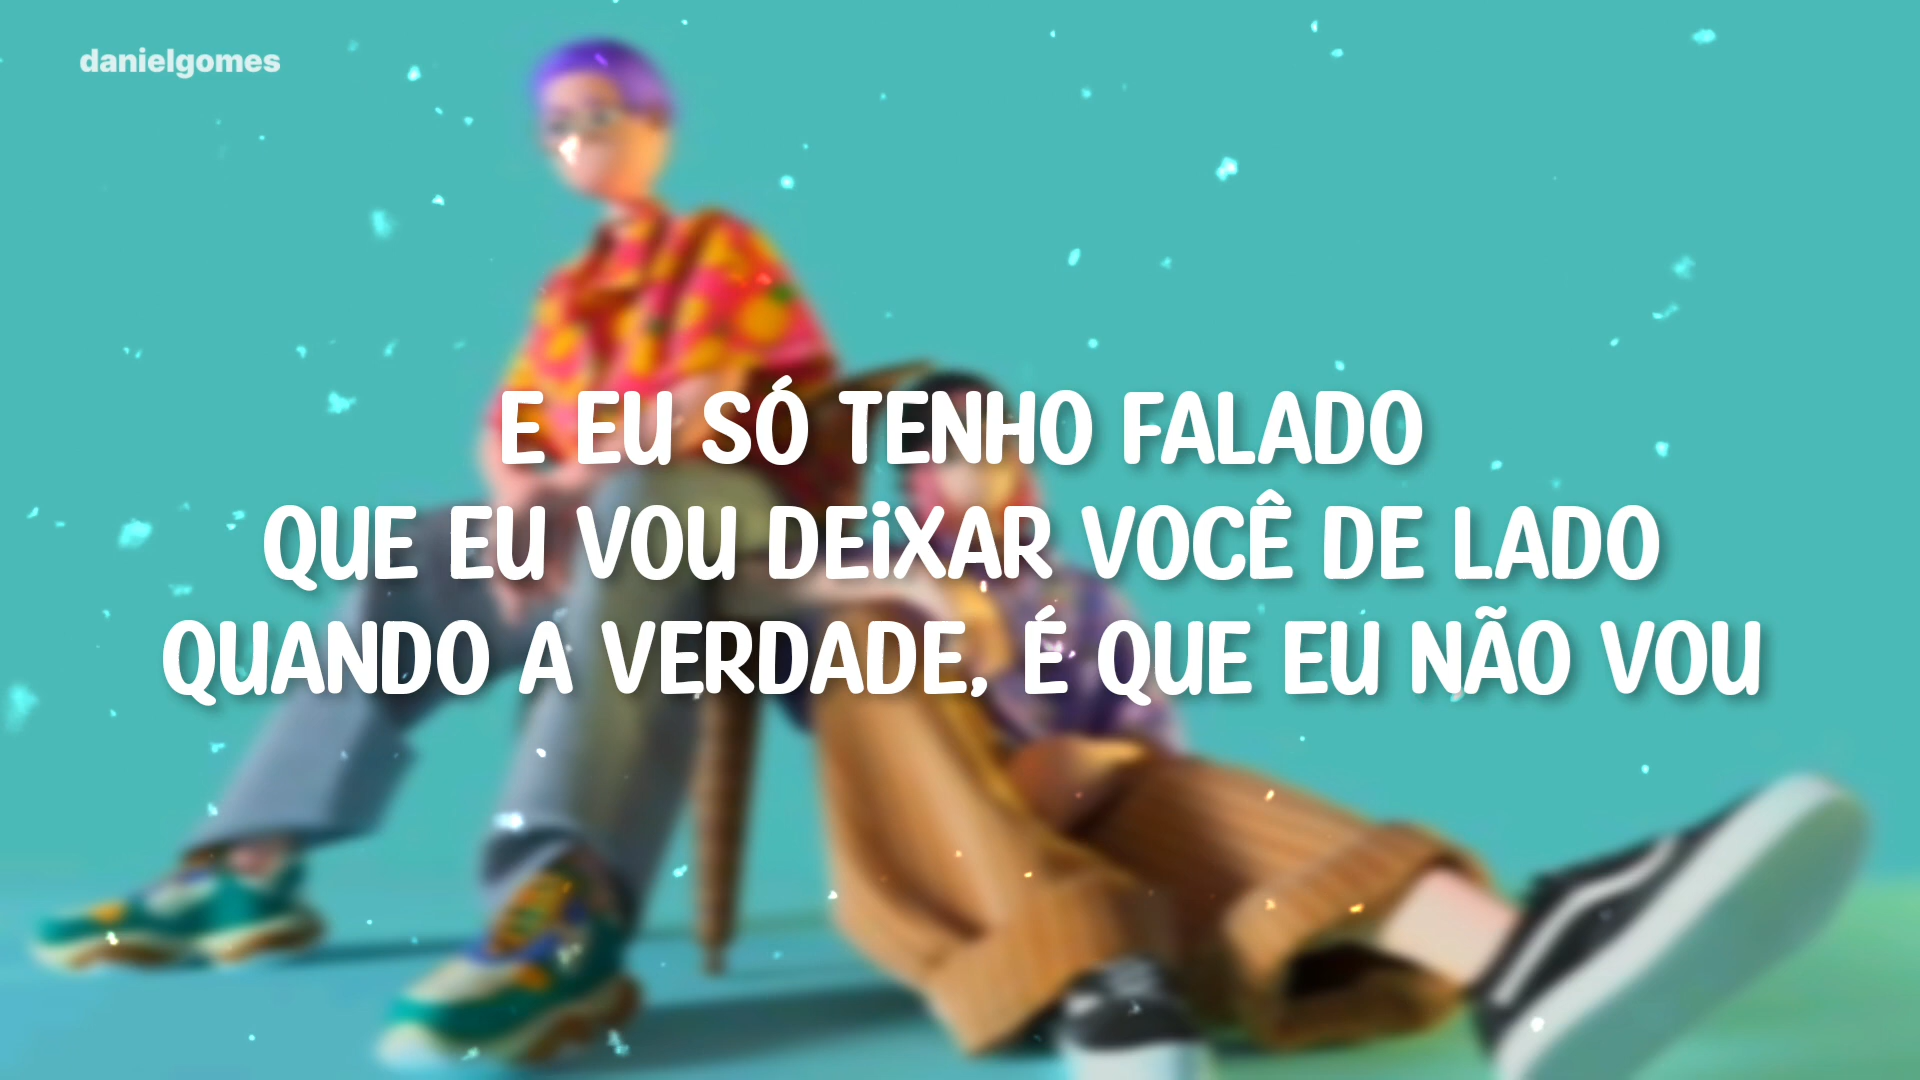 danielgomes
E EU SÓ TENHO FALADO
QUE EU VOU DEiXAR VOCÊ DE LADO
QUANDO A VERDADE, É QUE EU NÃO VOU